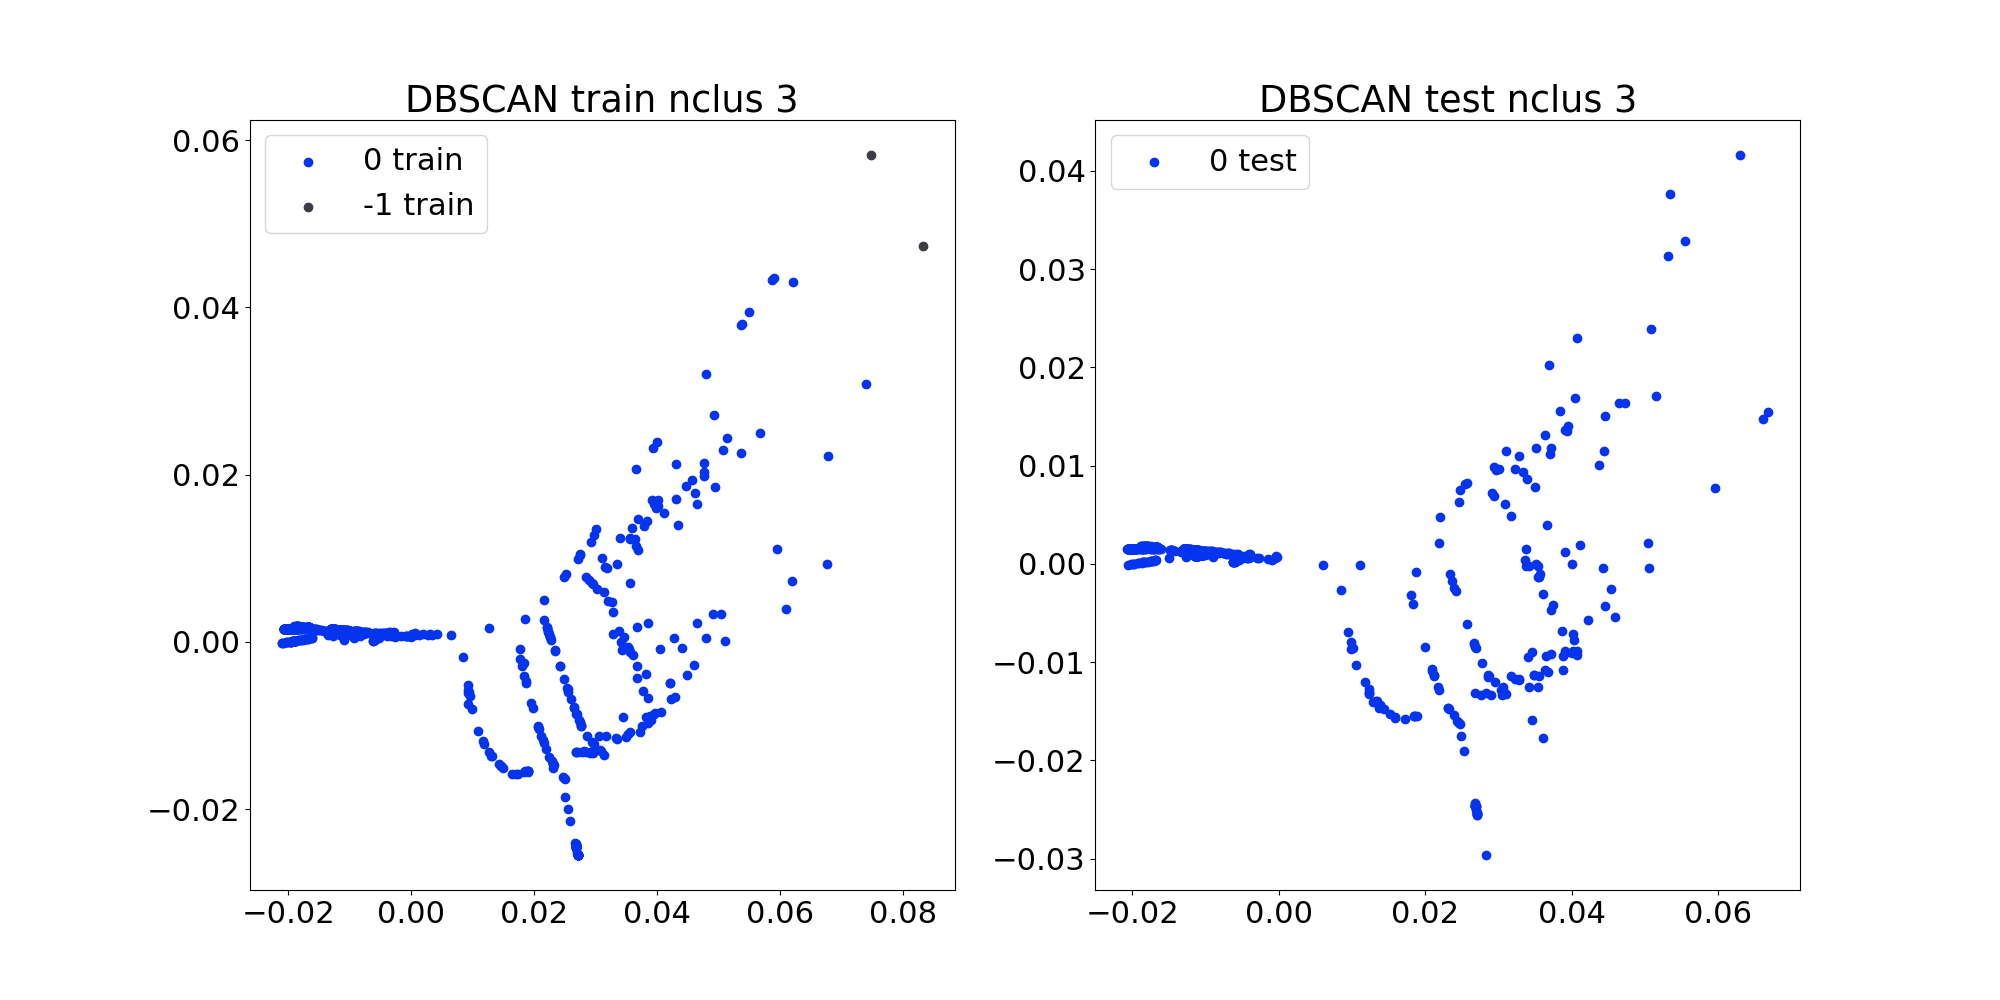 DBSCAN train nclus 3
0 train
-1 train
0.06
0.04
0.02
0.00
−0.02
−0.02 0.00 0.02 0.04 0.06 0.08
DBSCAN test nclus 3
0 test
0.04
0.03
0.02
0.01
0.00
−0.01
−0.02
−0.03
−0.02 0.00 0.02 0.04 0.06